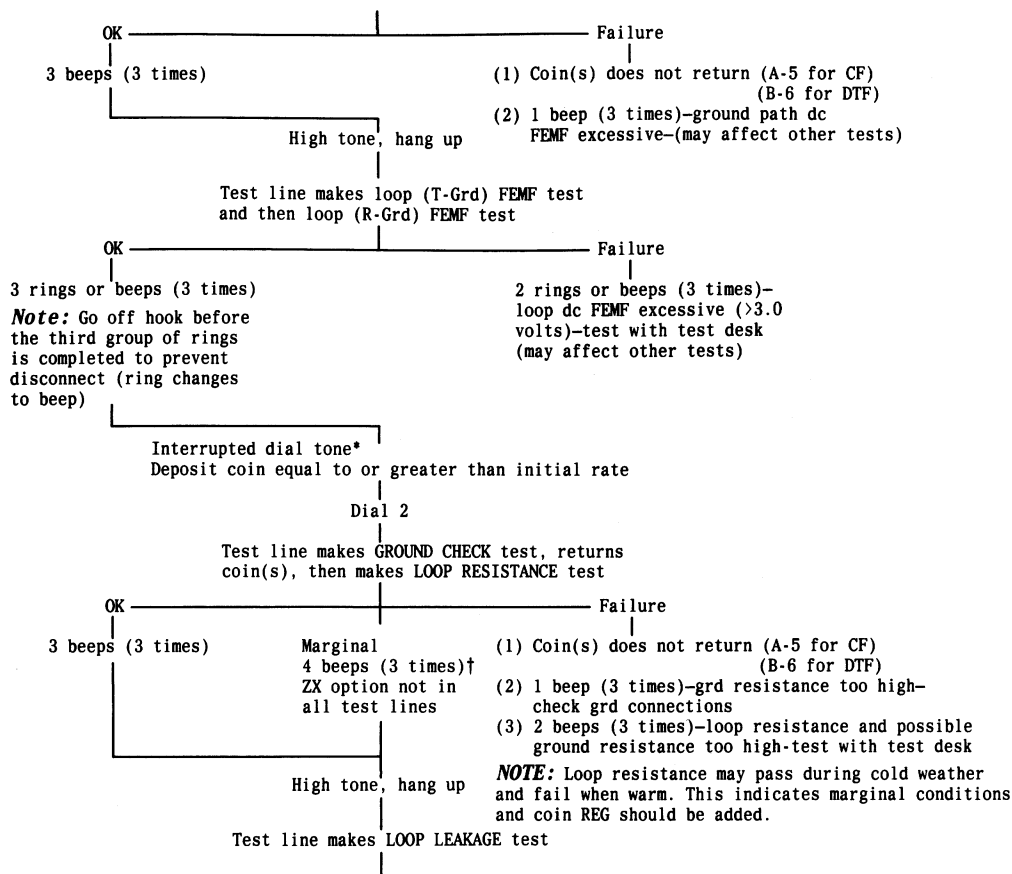 OK
Failure
3 beeps (3 times)
(1) Coin(s) does not return (A-5 for CF)
(B-6 for DTF)
(2) 1 beep (3 times)–ground path dc
FEMF excessive–(may affect other tests)
High tone, hang up
Test line makes loop (T-Grd) FEMF test
and then loop (R-Grd) FEMF test
OK
Failure
3 rings or beeps (3 times)
Note: Go off hook before
the third group of rings
is completed to prevent
disconnect (ring changes
to beep)
2 rings or beeps (3 times)–
loop dc FEMF excessive (>3.0
volts)–test with test desk
(may affect other tests)
Interrupted dial tone*
Deposit coin equal to or greater than initial rate
Dial 2
Test line makes GROUND CHECK test, returns
coin(s), then makes LOOP RESISTANCE test
OK
Failure
3 beeps (3 times)
Marginal
4 beeps (3 times)†
ZX option not in
all test lines
(1) Coin(s) does not return (A-5 for CF)
(B-6 for DTF)
(2) 1 beep (3 times)–grd resistance too high–
check grd connections
(3) 2 beeps (3 times)–loop resistance and possible
ground resistance too high-test with test desk
NOTE: Loop resistance may pass during cold weather
and fail when warm. This indicates marginal conditions
and coin REG should be added.
High tone, hang up
Test line makes LOOP LEAKAGE test